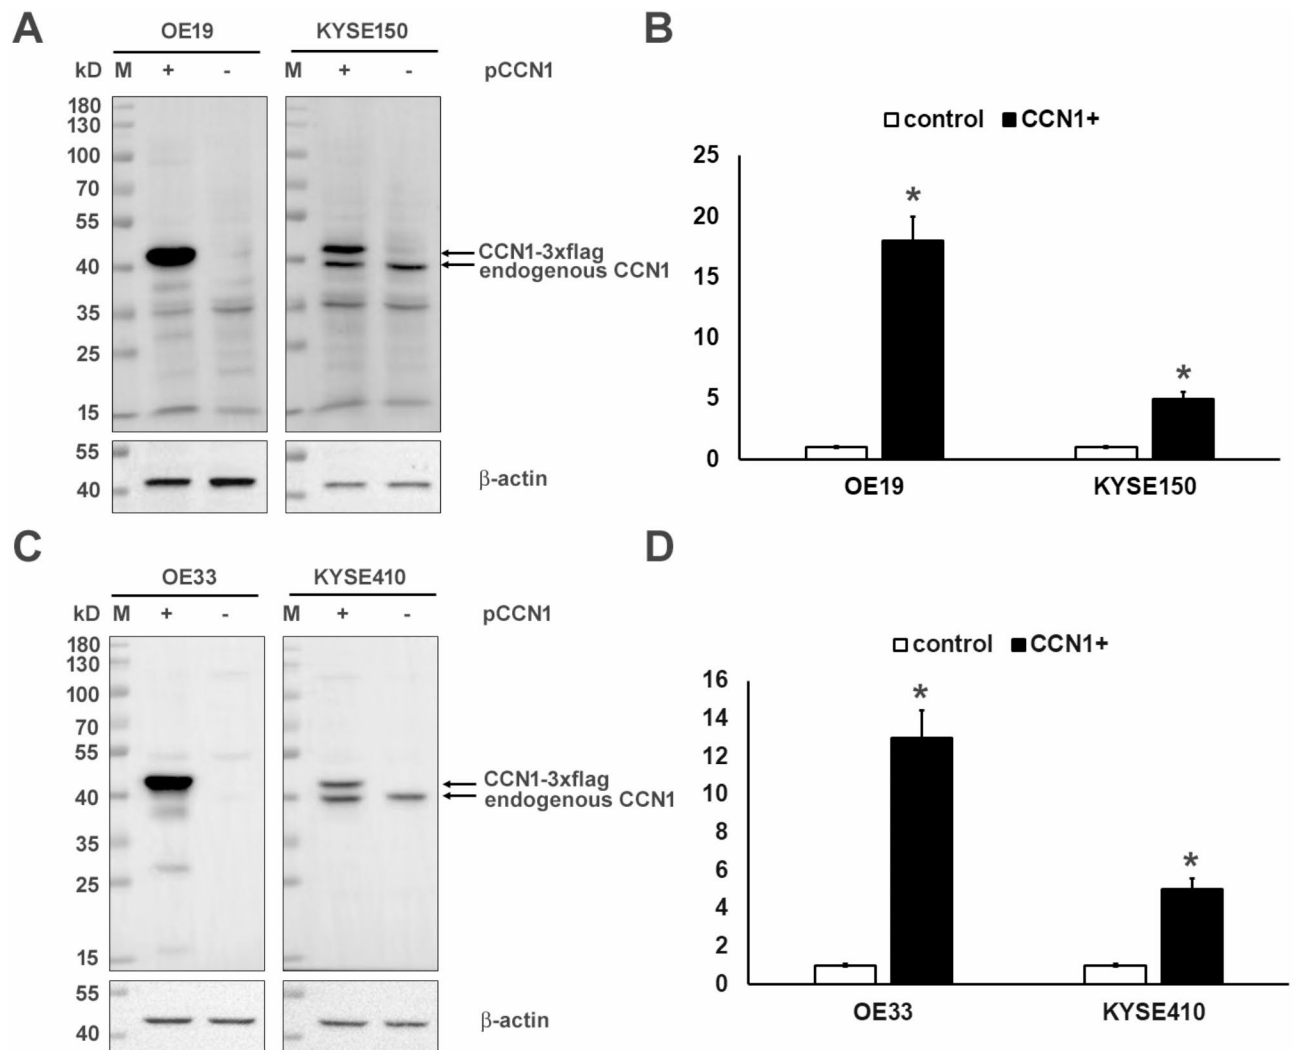 A
OE19 KYSE150
kD M + - M + - pCCN1
180
130
100
70
55
40
35
25
15
CCN1-3xflag
endogenous CCN1
55
40
β-actin
B
control CCN1+
25
20
15
10
5
0
* *
OE19 KYSE150
C
OE33 KYSE410
kD M + - M + - pCCN1
180
130
100
70
55
40
35
25
15
CCN1-3xflag
endogenous CCN1
55
40
β-actin
D
control CCN1+
16
14
12
10
8
6
4
2
0
* *
OE33 KYSE410